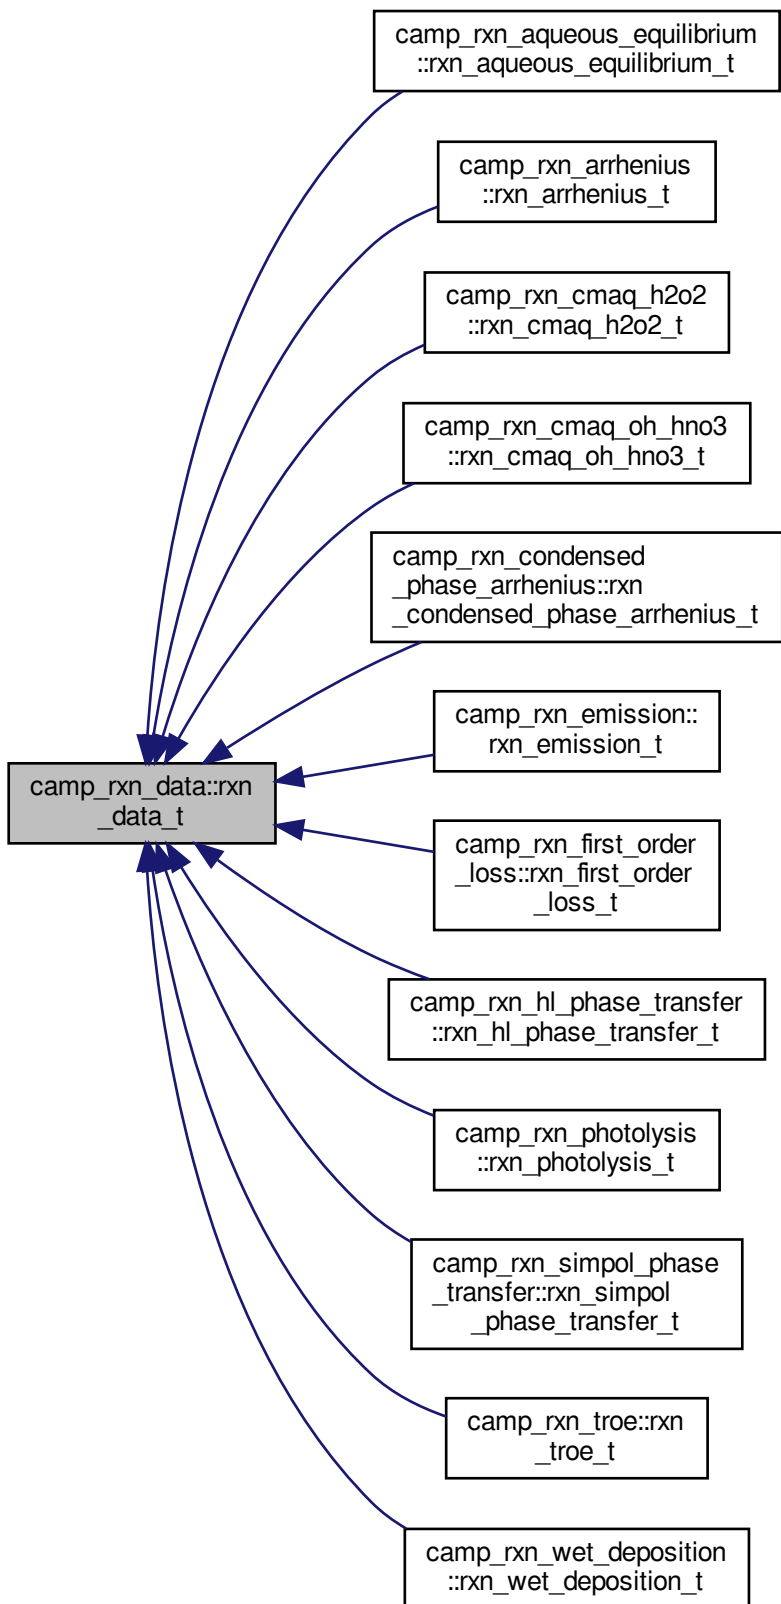 camp_rxn_aqueous_equilibrium
::rxn_aqueous_equilibrium_t
camp_rxn_arrhenius
::rxn_arrhenius_t
camp_rxn_cmaq_h2o2
::rxn_cmaq_h2o2_t
camp_rxn_cmaq_oh_hno3
::rxn_cmaq_oh_hno3_t
camp_rxn_condensed
_phase_arrhenius::rxn
_condensed_phase_arrhenius_t
camp_rxn_emission::
rxn_emission_t
camp_rxn_data::rxn
_data_t
camp_rxn_first_order
_loss::rxn_first_order
_loss_t
camp_rxn_hl_phase_transfer
::rxn_hl_phase_transfer_t
camp_rxn_photolysis
::rxn_photolysis_t
camp_rxn_simpol_phase
_transfer::rxn_simpol
_phase_transfer_t
camp_rxn_troe::rxn
_troe_t
camp_rxn_wet_deposition
::rxn_wet_deposition_t